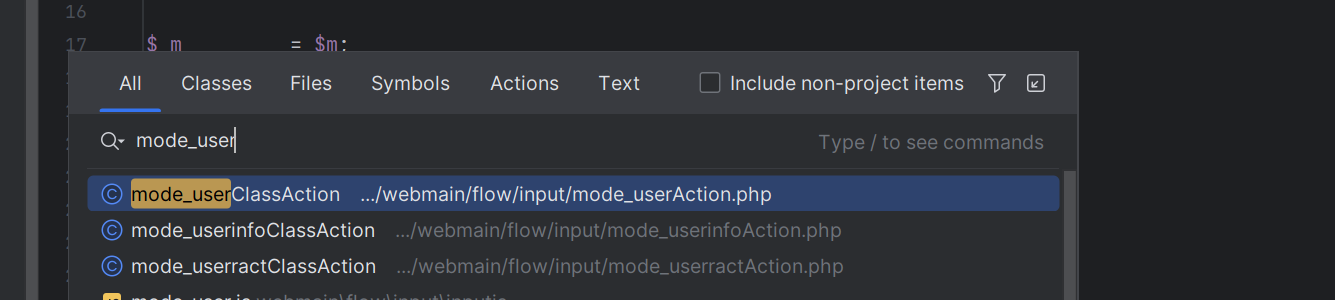 16
17 $_m = $m;
All Classes Files Symbols Actions Text Include non-project items
mode_user Type / to see commands
mode_userClassAction .../webmain/flow/input/mode_userAction.php
mode_userinfoClassAction .../webmain/flow/input/mode_userinfoAction.php
mode_userractClassAction .../webmain/flow/input/mode_userractAction.php